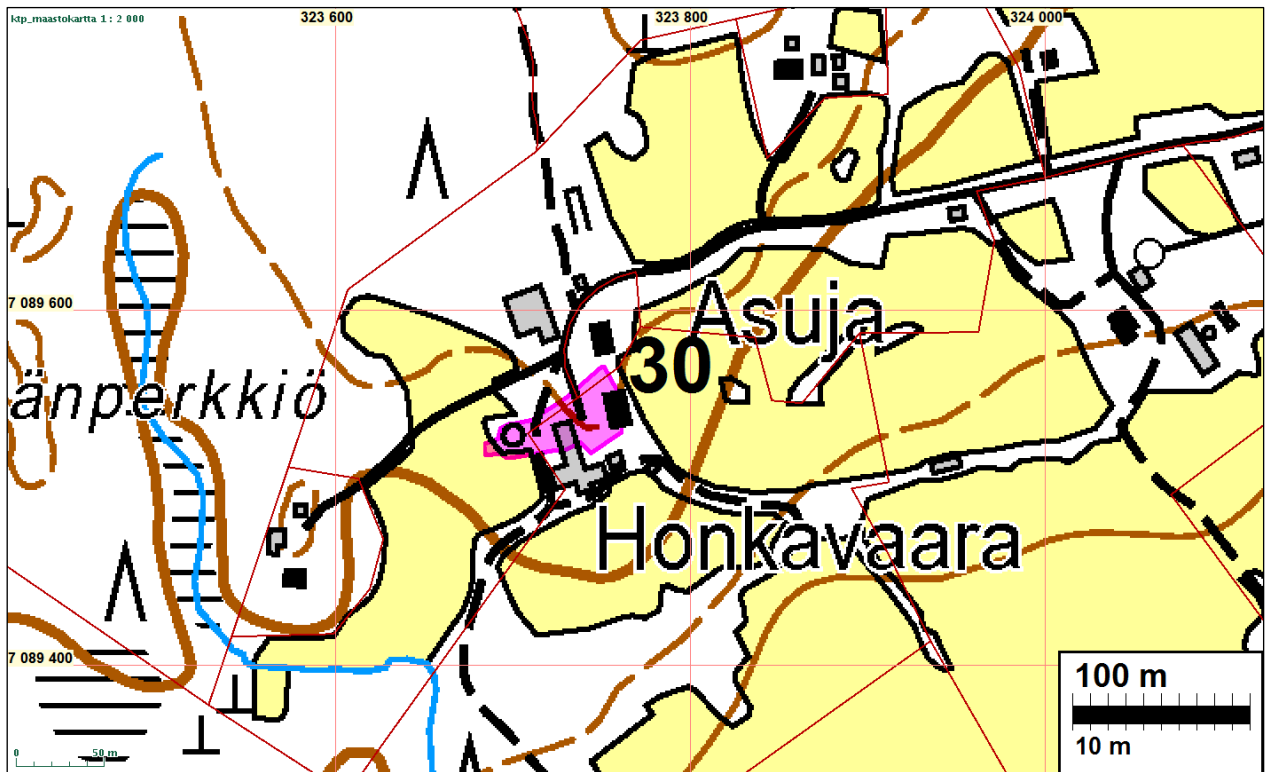 ktp_maastokartta 1 : 2 000
323 600
323 800
324 000
7 089 600
Asuja
30
änperkkiö
Honkavaara
7 089 400
100 m
10 m
0 50 m